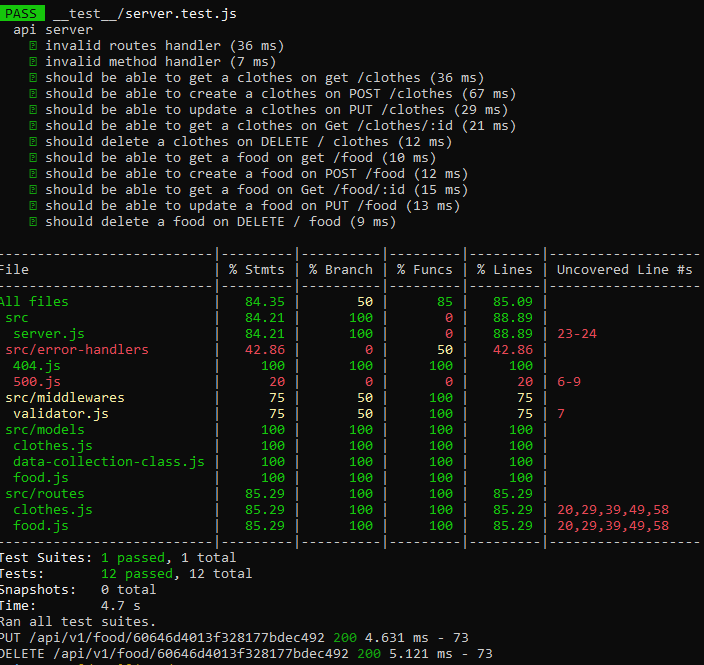 PASS __test__/server.test.js
api server
invalid routes handler (36 ms)
invalid method handler (7 ms)
should be able to get a clothes on get /clothes (36 ms)
should be able to create a clothes on POST /clothes (67 ms)
should be able to update a clothes on PUT /clothes (29 ms)
should be able to get a clothes on Get /clothes/:id (21 ms)
should delete a clothes on DELETE / clothes (12 ms)
should be able to get a food on get /food (10 ms)
should be able to create a food on POST /food (12 ms)
should be able to get a food on Get /food/:id (15 ms)
should be able to update a food on PUT /food (13 ms)
should delete a food on DELETE / food (9 ms)
---------------------------|---------|----------|---------|---------|-------------------
File | % Stmts | % Branch | % Funcs | % Lines | Uncovered Line #s
---------------------------|---------|----------|---------|---------|-------------------
All files | 84.35 | 50 | 85 | 85.09 |
src | 84.21 | 100 | 0 | 88.89 |
server.js | 84.21 | 100 | 0 | 88.89 | 23-24
src/error-handlers | 42.86 | 0 | 50 | 42.86 |
404.js | 100 | 100 | 100 | 100 |
500.js | 20 | 0 | 0 | 20 | 6-9
src/middlewares | 75 | 50 | 100 | 75 |
validator.js | 75 | 50 | 100 | 75 | 7
src/models | 100 | 100 | 100 | 100 |
clothes.js | 100 | 100 | 100 | 100 |
data-collection-class.js | 100 | 100 | 100 | 100 |
food.js | 100 | 100 | 100 | 100 |
src/routes | 85.29 | 100 | 100 | 85.29 |
clothes.js | 85.29 | 100 | 100 | 85.29 | 20,29,39,49,58
food.js | 85.29 | 100 | 100 | 85.29 | 20,29,39,49,58
---------------------------|---------|----------|---------|---------|-------------------
Test Suites: 1 passed, 1 total
Tests: 12 passed, 12 total
Snapshots: 0 total
Time: 4.7 s
Ran all test suites.
PUT /api/v1/food/60646d4013f328177bdec492 200 4.631 ms - 73
DELETE /api/v1/food/60646d4013f328177bdec492 200 5.121 ms - 73